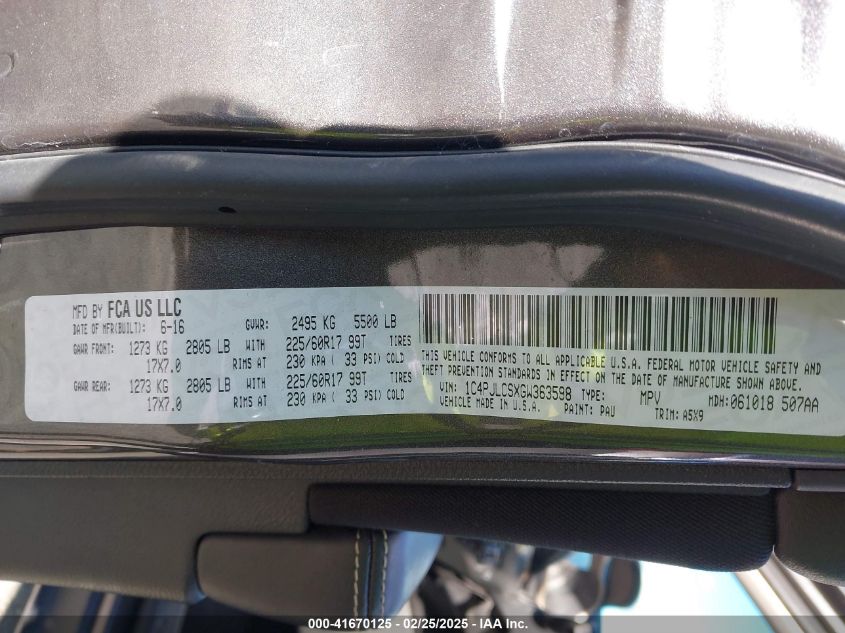 MFD BY FCA US LLC
DATE OF MFR(BUILT): 6-16 GVWR: 2495 KG 5500 LB
GAWR FRONT: 1273 KG 2805 LB WITH 225/60R17 99T TIRES
17X7.0 RIMS AT 230 KPA ( 33 PSI) COLD
GAWR REAR: 1273 KG 2805 LB WITH 225/60R17 99T TIRES
17X7.0 RIMS AT 230 KPA ( 33 PSI) COLD
THIS VEHICLE CONFORMS TO ALL APPLICABLE U.S.A. FEDERAL MOTOR VEHICLE SAFETY AND
THEFT PREVENTION STANDARDS IN EFFECT ON THE DATE OF MANUFACTURE SHOWN ABOVE.
VIN: 1C4PJLCSXGW363598 TYPE: MPV MDH:061018 507AA
VEHICLE MADE IN U.S.A. PAINT: PAU TRIM: A5X9
000-41670125 - 02/25/2025 - IAA Inc.